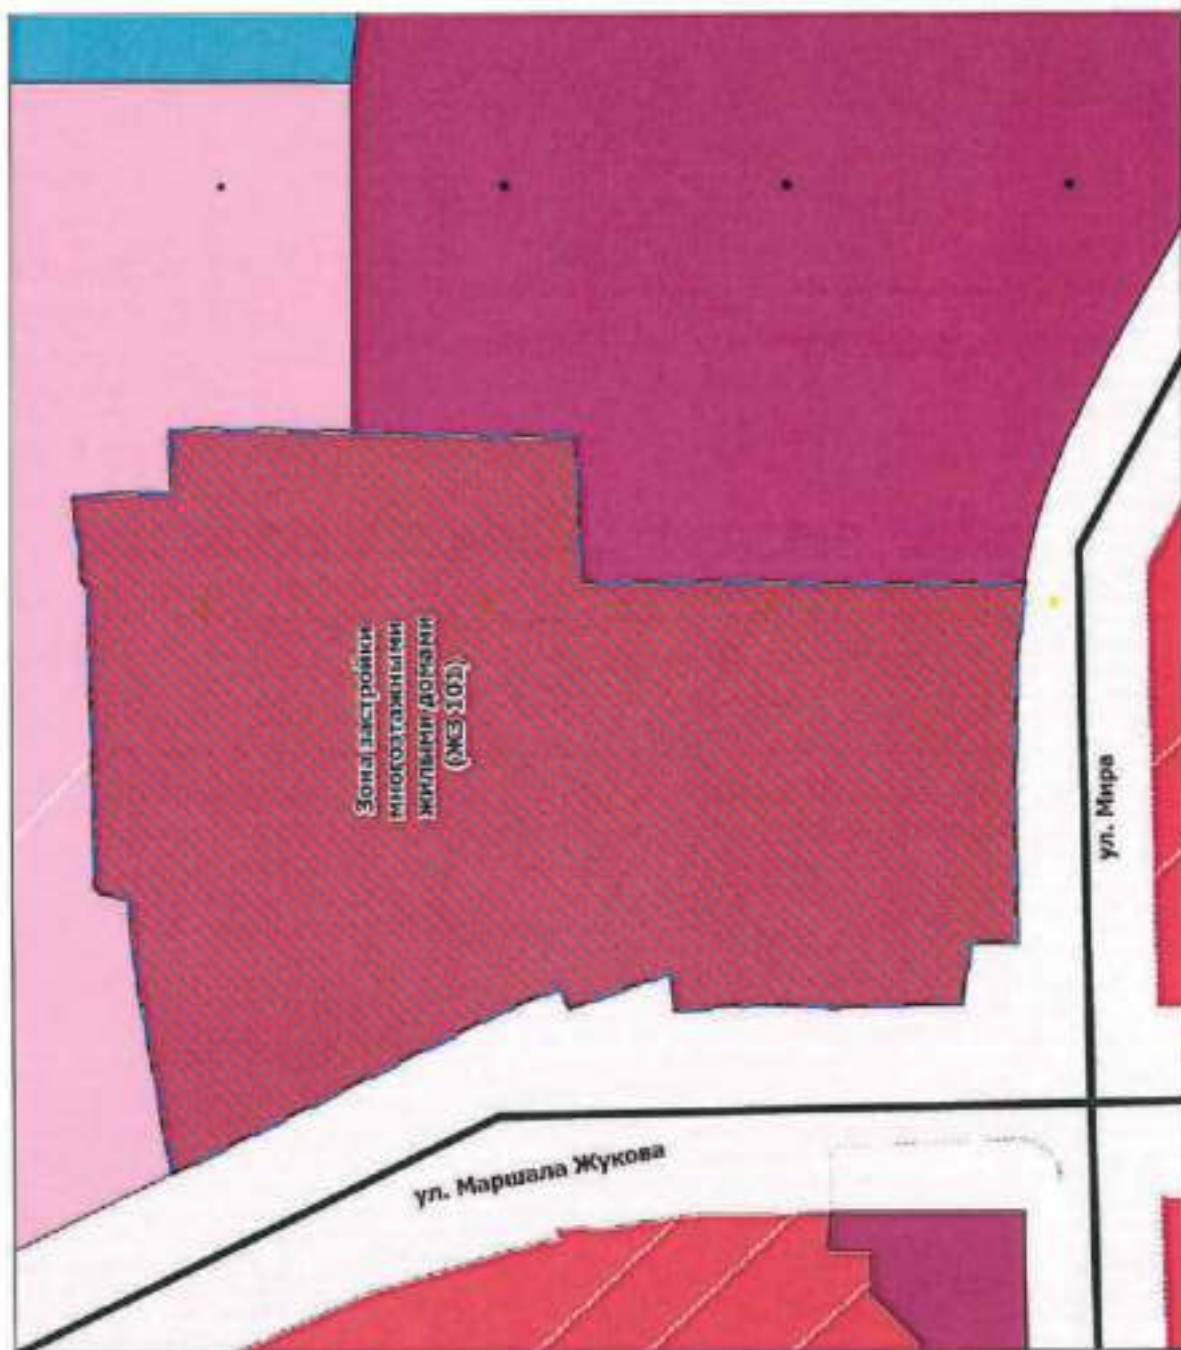 Зона застройки
многоэтажными
жилыми домами
(ЖЗ 101)
ул. Мира
ул. Маршала Жукова